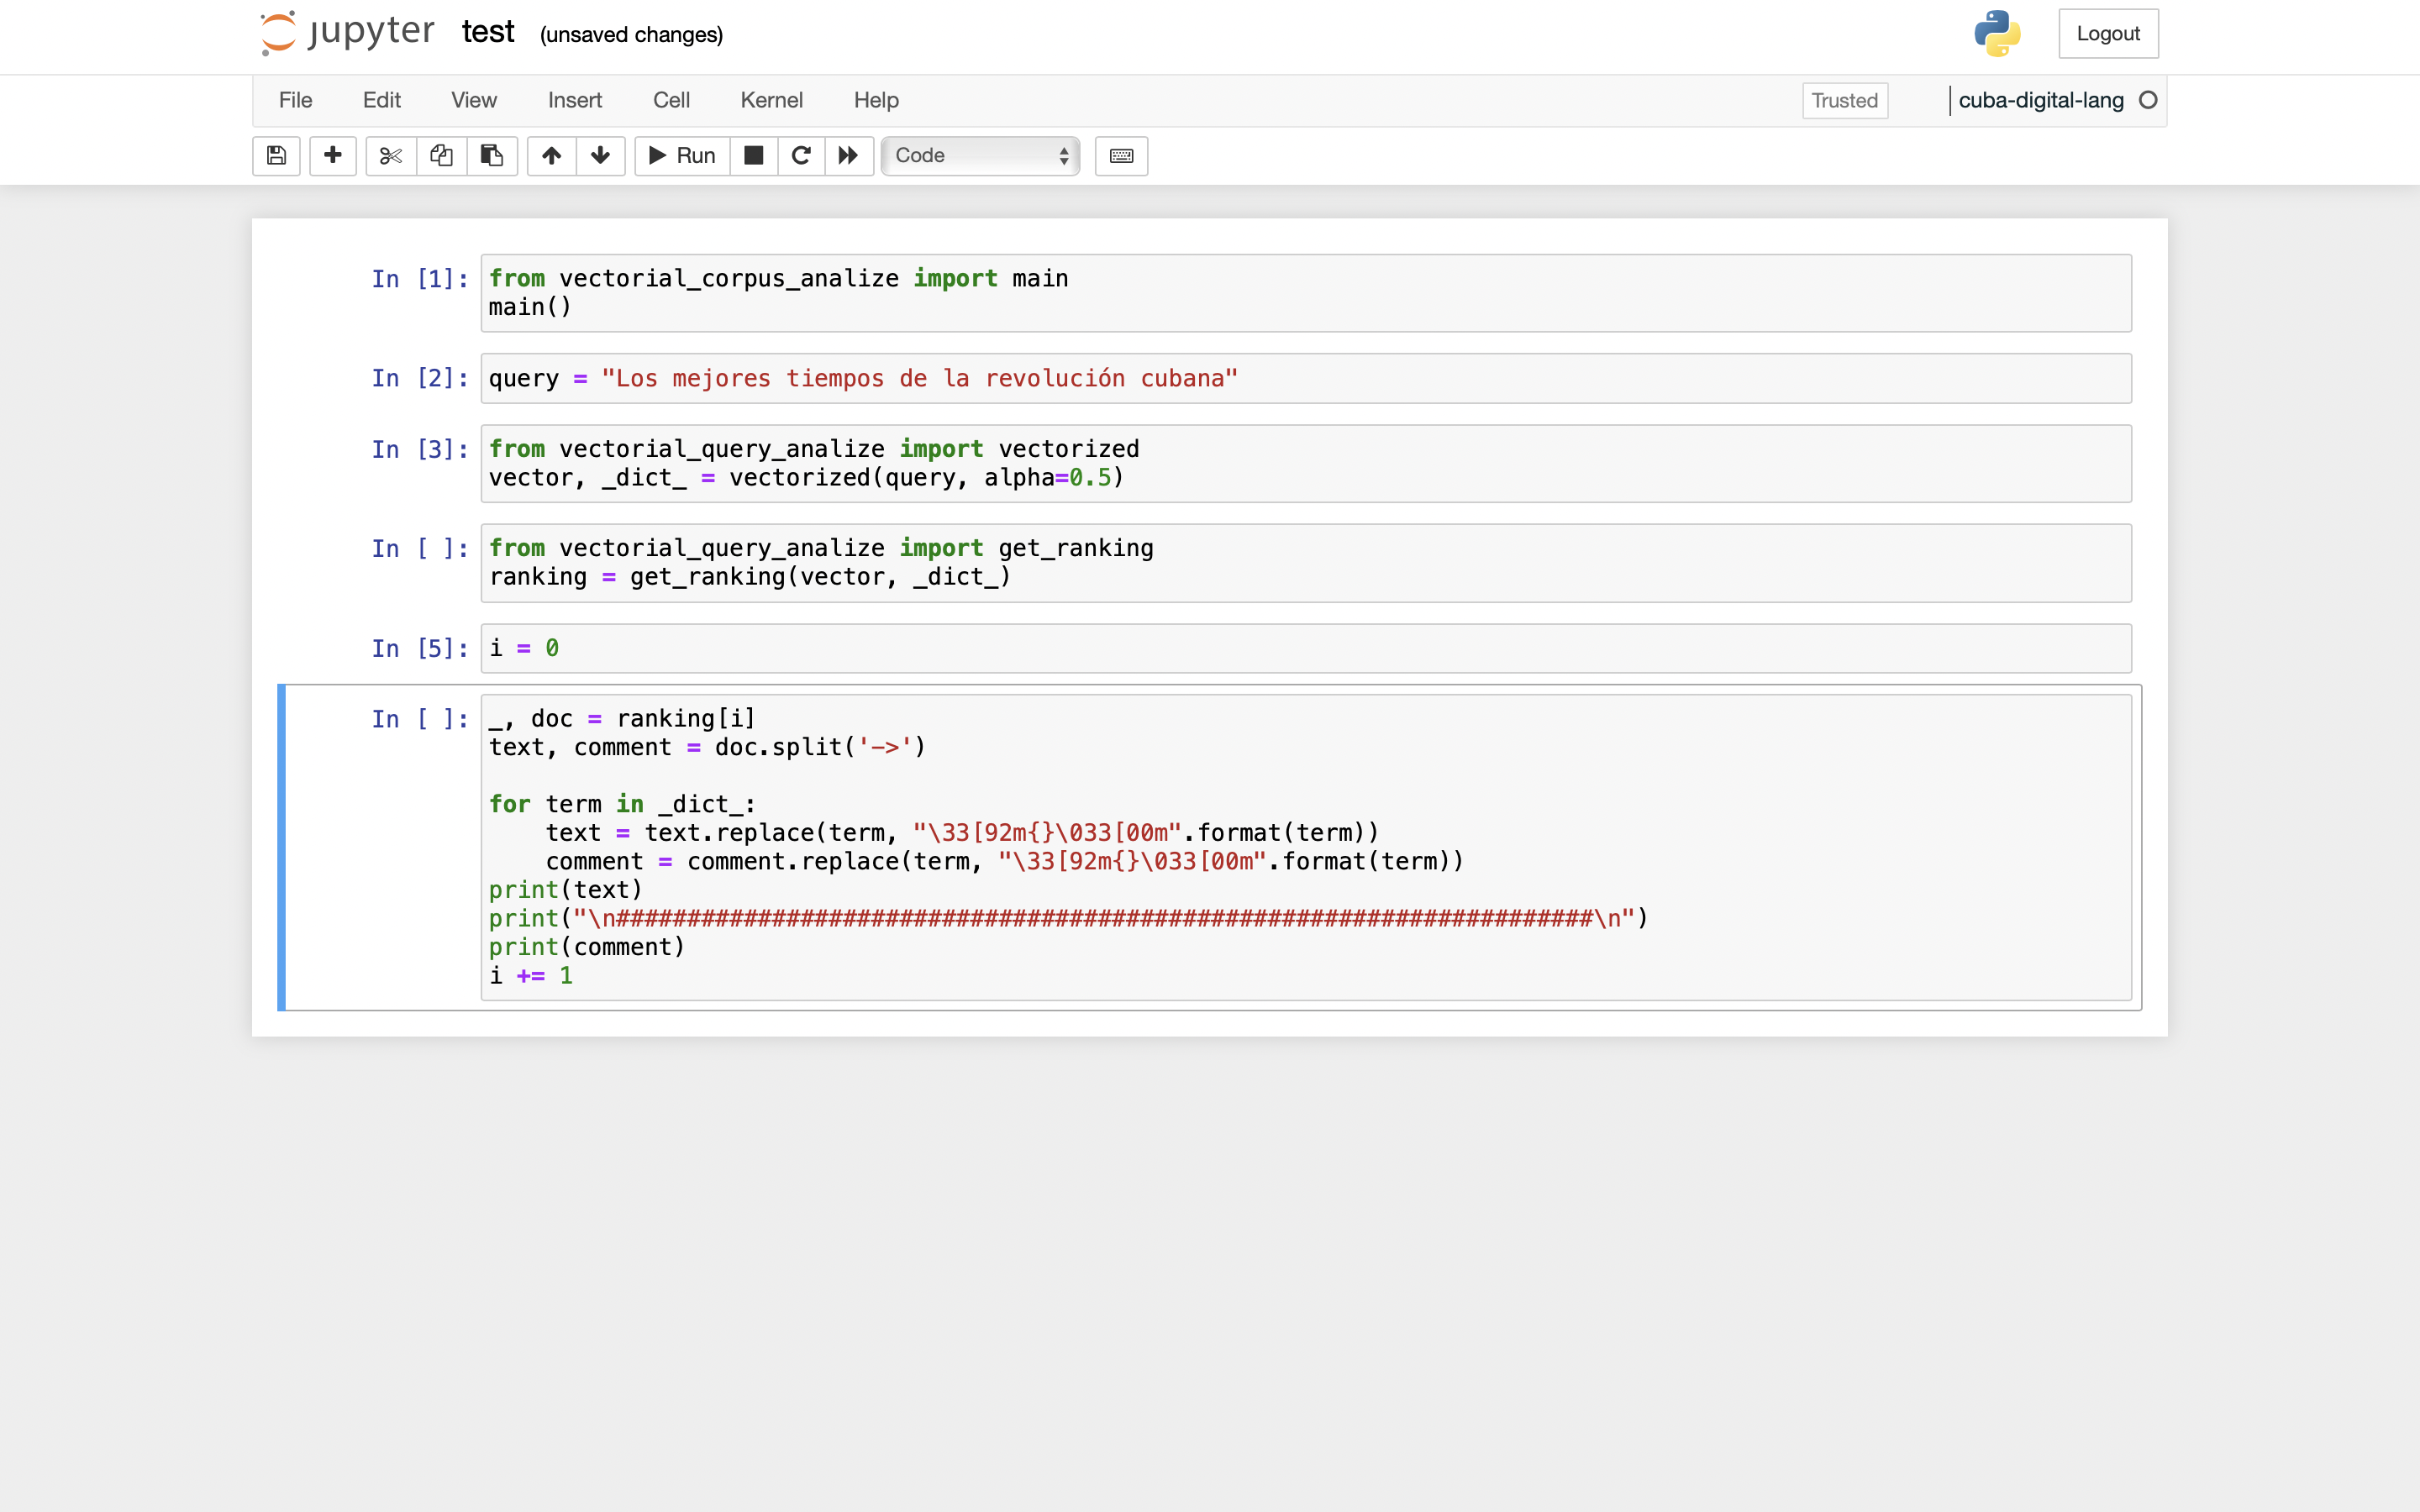 jupyter test (unsaved changes) Logout
File Edit View Insert Cell Kernel Help Trusted cuba-digital-lang
Run Code
In [1]: from vectorial_corpus_analize import main
main()
In [2]: query = "Los mejores tiempos de la revolución cubana"
In [3]: from vectorial_query_analize import vectorized
vector, _dict_ = vectorized(query, alpha=0.5)
In [ ]: from vectorial_query_analize import get_ranking
ranking = get_ranking(vector, _dict_)
In [5]: i = 0
In [ ]: _, doc = ranking[i]
text, comment = doc.split('->')
for term in _dict_:
    text = text.replace(term, "\33[92m{}\033[00m".format(term))
    comment = comment.replace(term, "\33[92m{}\033[00m".format(term))
print(text)
print("\n#####################################################################\n")
print(comment)
i += 1